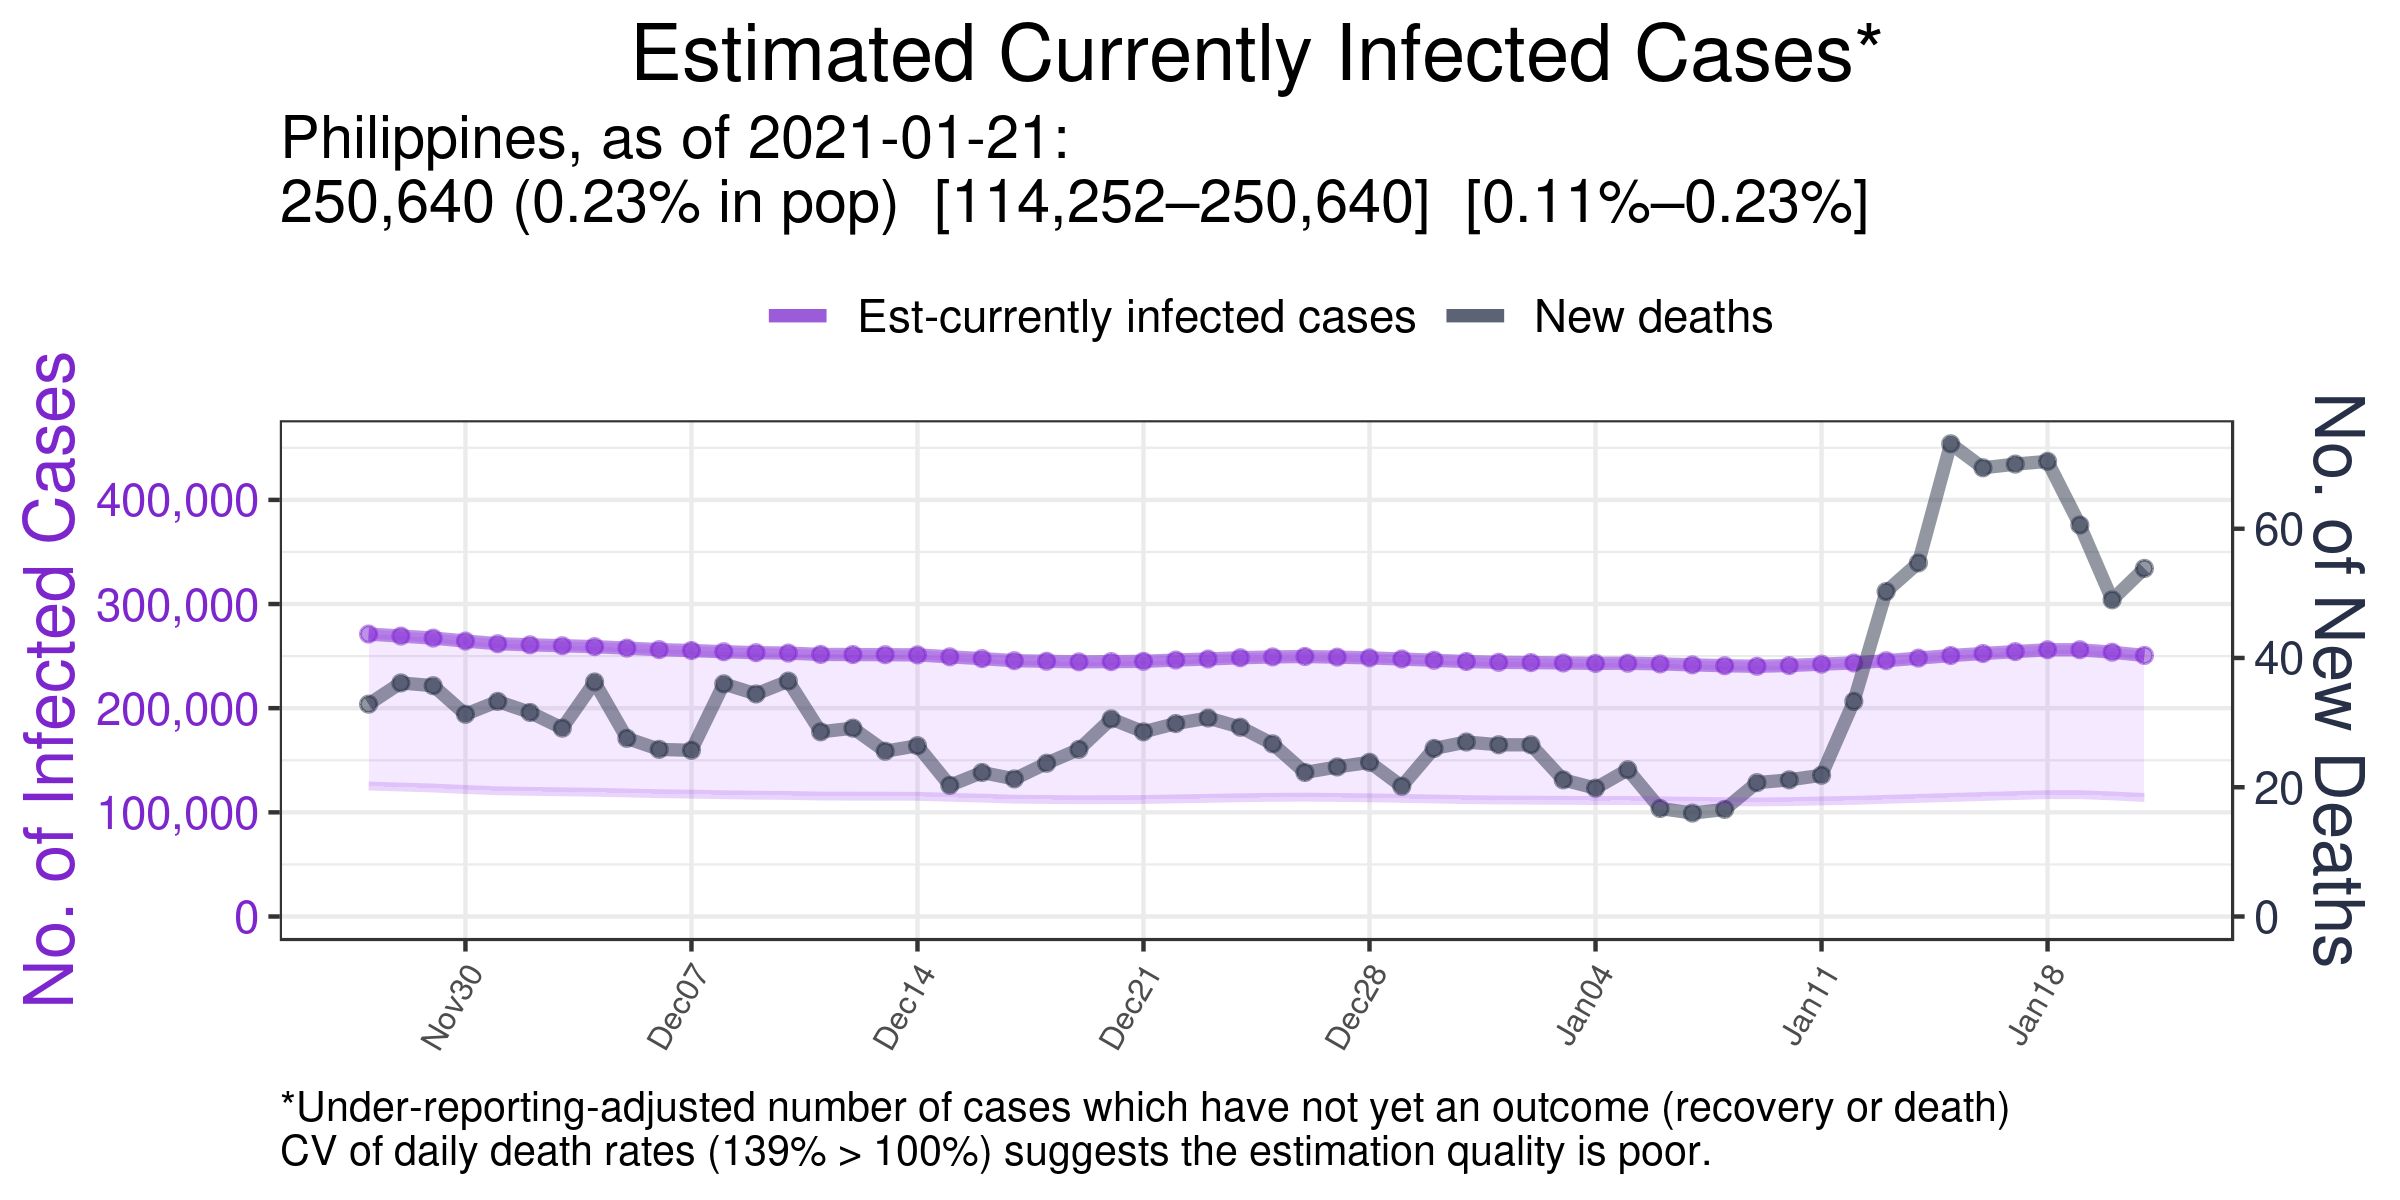 Estimated Currently Infected Cases*
Philippines, as of 2021-01-21:
250,640 (0.23% in pop)  [114,252–250,640]  [0.11%–0.23%]
Est-currently infected cases
New deaths
No. of Infected Cases
400,000
300,000
200,000
100,000
0
60
40
20
0
No. of New Deaths
Nov30
Dec07
Dec14
Dec21
Dec28
Jan04
Jan11
Jan18
*Under-reporting-adjusted number of cases which have not yet an outcome (recovery or death)
CV of daily death rates (139% > 100%) suggests the estimation quality is poor.